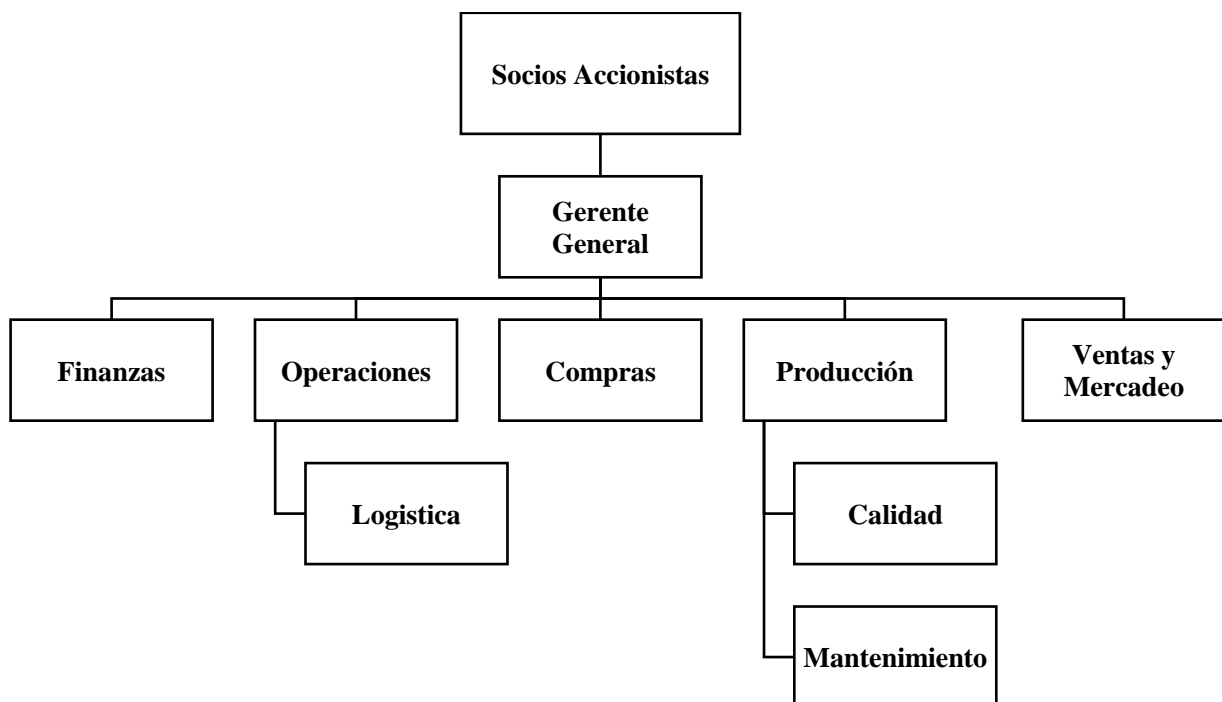 Socios Accionistas
Gerente
General
Finanzas
Operaciones
Compras
Producción
Ventas y
Mercadeo
Logistica
Calidad
Mantenimiento